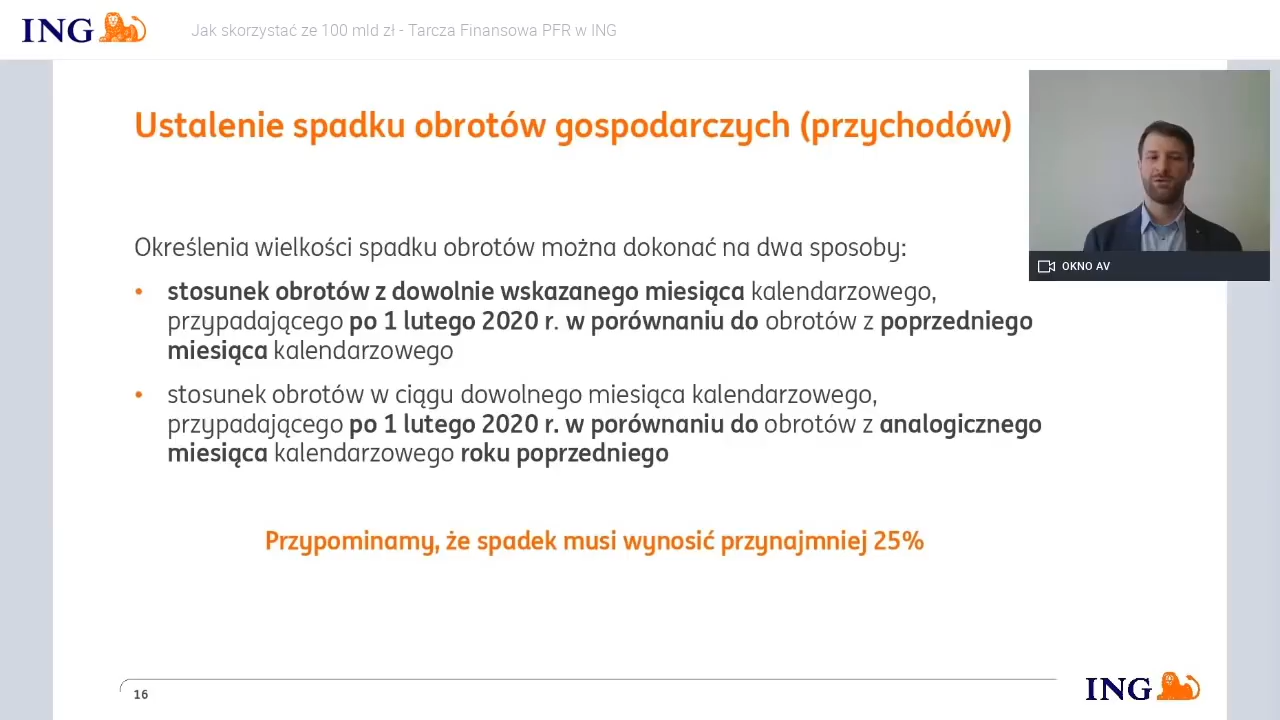 ING
Jak skorzystać ze 100 mld zł - Tarcza Finansowa PFR w ING
Ustalenie spadku obrotów gospodarczych (przychodów)
OKNO AV
Określenia wielkości spadku obrotów można dokonać na dwa sposoby:
• stosunek obrotów z dowolnie wskazanego miesiąca kalendarzowego,
przypadającego po 1 lutego 2020 r. w porównaniu do obrotów z poprzedniego
miesiąca kalendarzowego
• stosunek obrotów w ciągu dowolnego miesiąca kalendarzowego,
przypadającego po 1 lutego 2020 r. w porównaniu do obrotów z analogicznego
miesiąca kalendarzowego roku poprzedniego
Przypominamy, że spadek musi wynosić przynajmniej 25%
16
ING